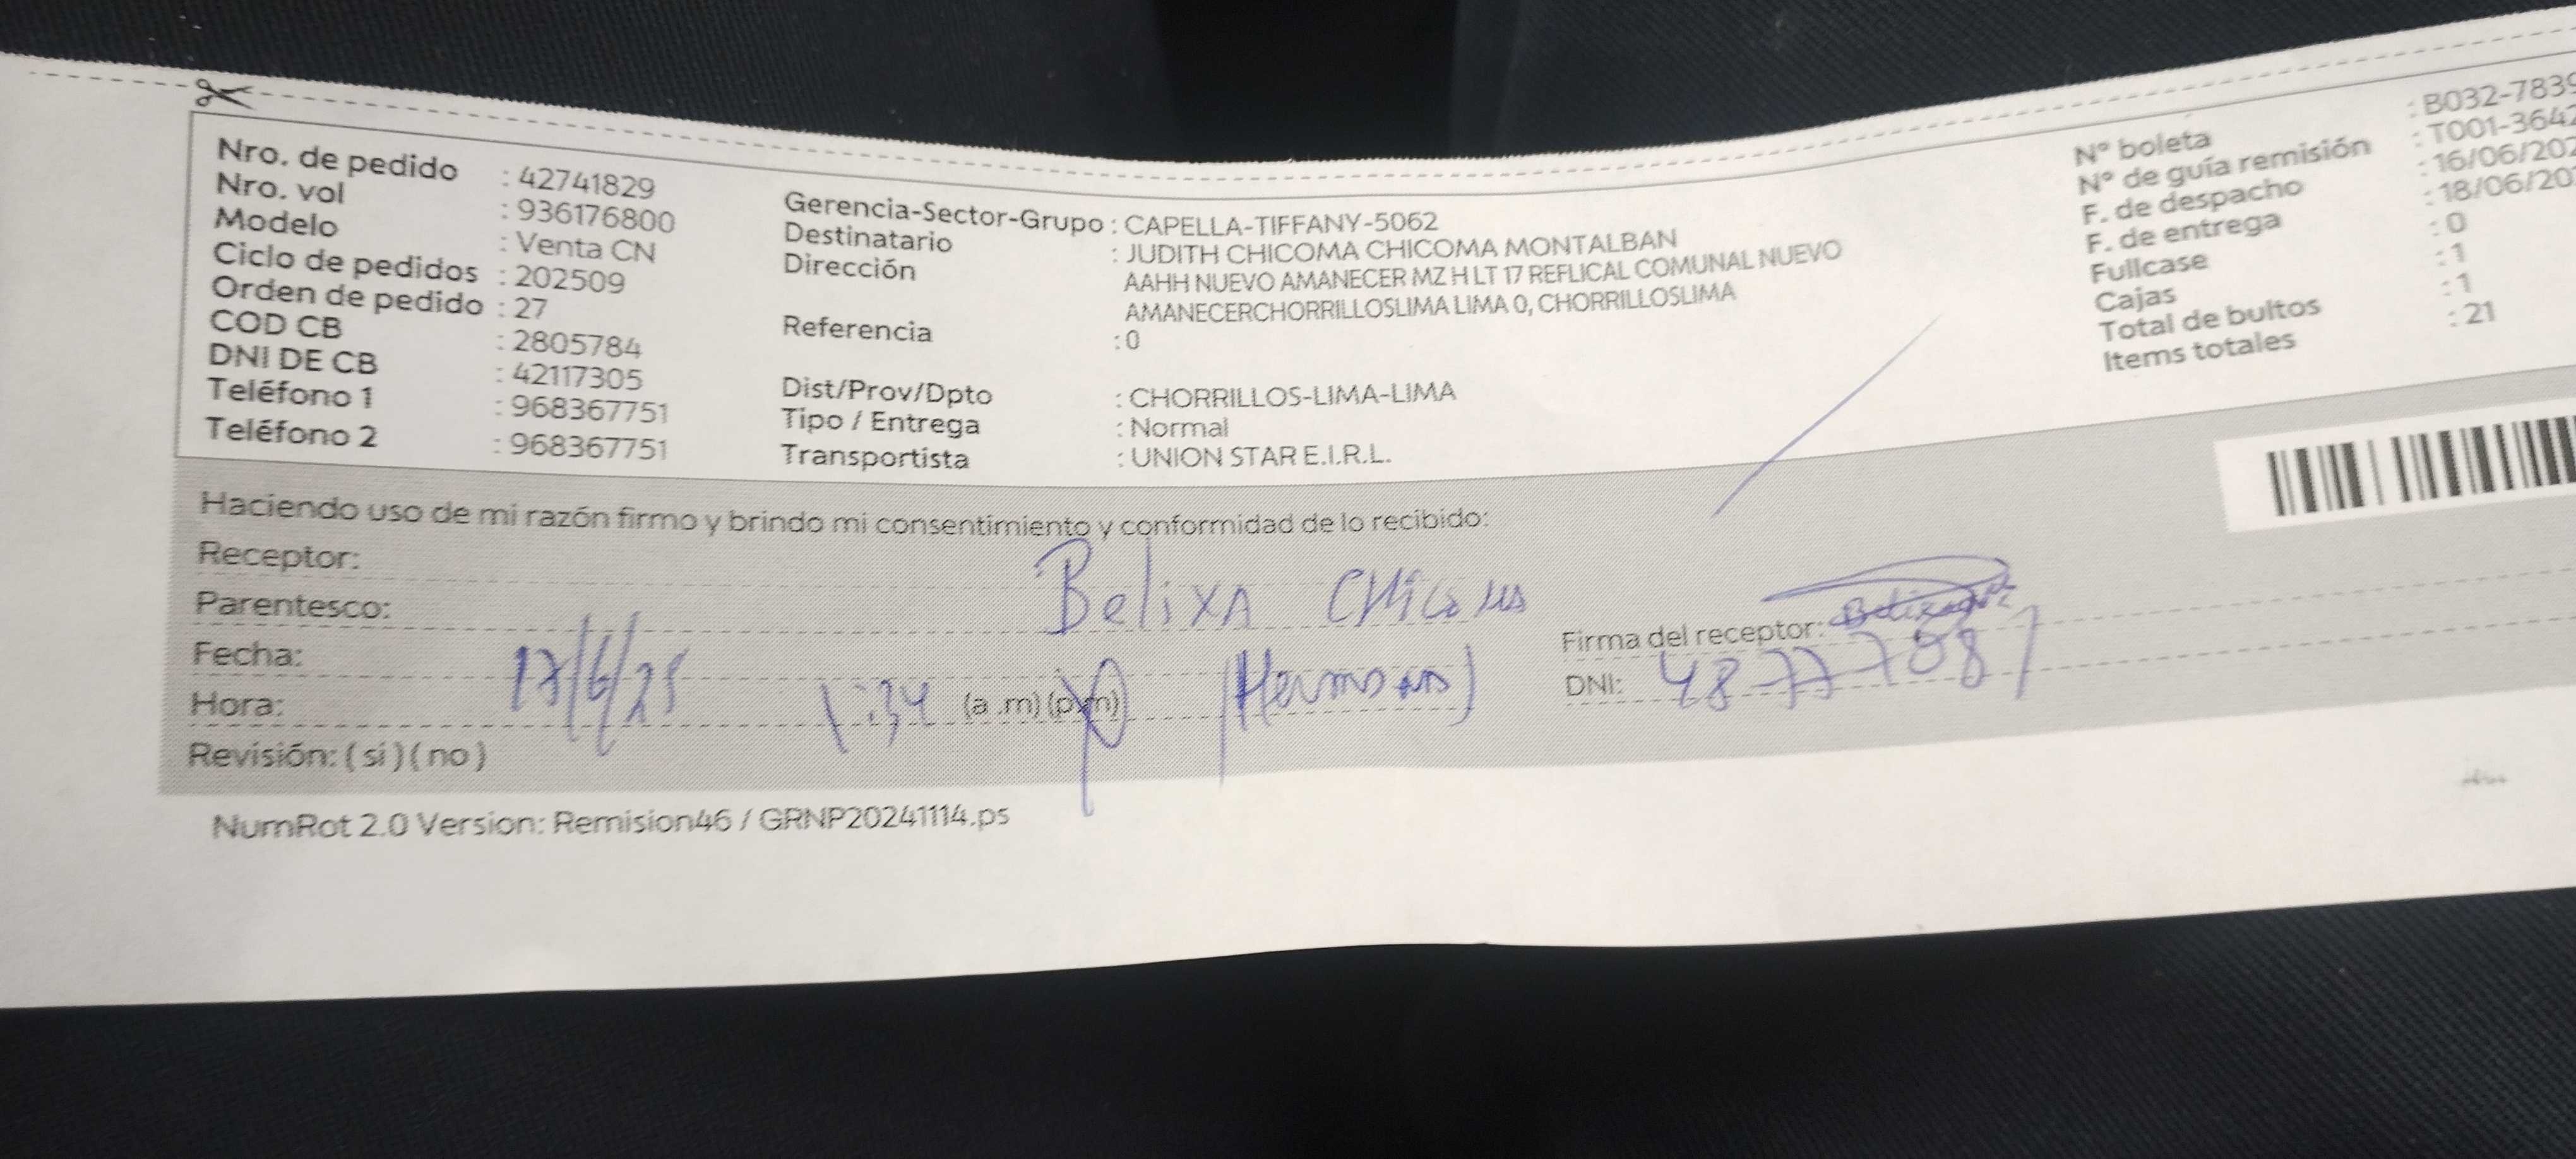 Nro. de pedido : 42741829
Nro. vol : 936176800
Modelo : Venta CN
Ciclo de pedidos : 202509
Orden de pedido : 27
COD CB : 2805784
DNI DE CB : 42117305
Teléfono 1 : 968367751
Teléfono 2 : 968367751
Gerencia-Sector-Grupo : CAPELLA-TIFFANY-5062
Destinatario : JUDITH CHICOMA CHICOMA MONTALBAN
Dirección AAHH NUEVO AMANECER MZ H LT 17 REFLICAL COMUNAL NUEVO
AMANECERCHORRILLOSLIMA LIMA 0, CHORRILLOSLIMA
Referencia : 0
Dist/Prov/Dpto : CHORRILLOS-LIMA-LIMA
Tipo / Entrega : Normal
Transportista : UNION STAR E.I.R.L.
N° boleta : B032-7839
N° de guía remisión : T001-3642
F. de despacho : 16/06/202
F. de entrega : 18/06/20
Fullcase : 0
Cajas : 1
Total de bultos : 1
Items totales : 21
Haciendo uso de mi razón firmo y brindo mi consentimiento y conformidad de lo recibido:
Receptor: Belixa Chicoma
Parentesco: (Hermana)
Fecha: 17/6/25
Hora: 1:34 (a .m) (p.m)
Revisión: ( si ) ( no )
Firma del receptor:
DNI: 48777087
NumRot 2.0 Version: Remision46 / GRNP20241114.ps